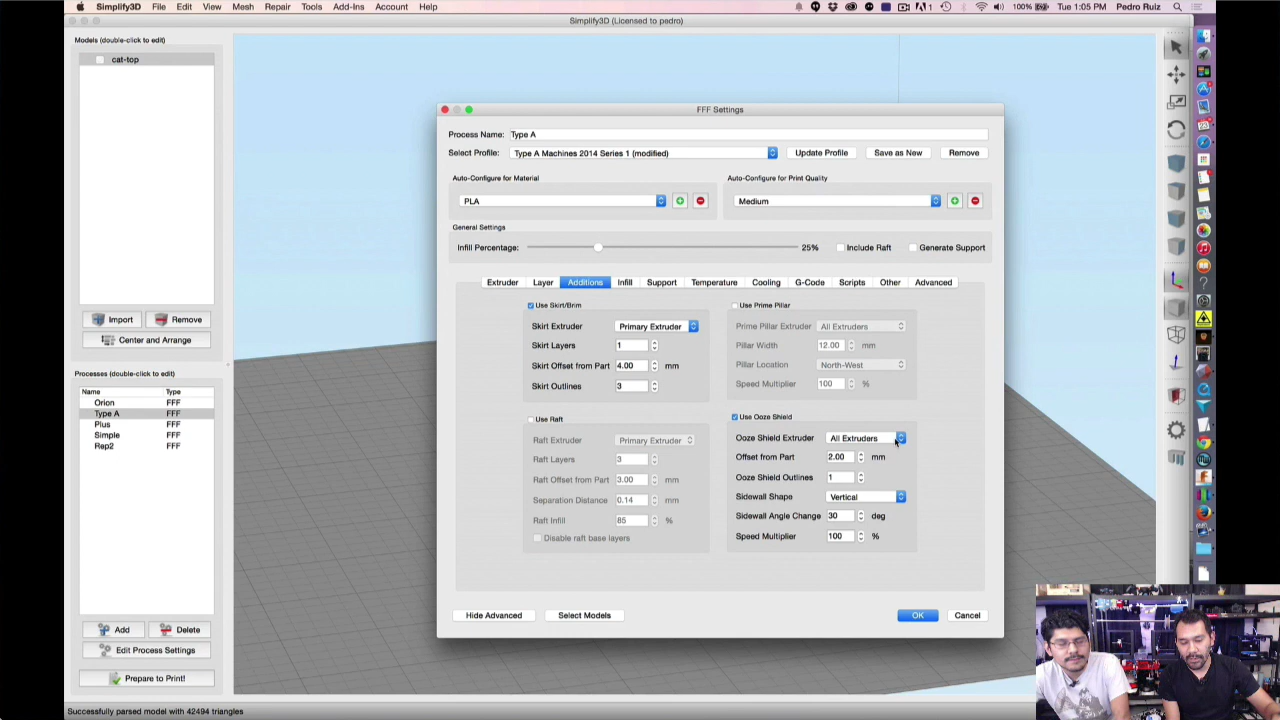 Simplify3D File Edit View Mesh Repair Tools Add-Ins Account Help 1 100% Tue 1:05 PM Pedro Ruiz
Simplify3D (Licensed to pedro)
Models (double-click to edit)
cat-top
Import Remove
Center and Arrange
Processes (double-click to edit)
Name Type
Orion FFF
Type A FFF
Plus FFF
Simple FFF
Rep2 FFF
Add Delete
Edit Process Settings
Prepare to Print!
Successfully parsed model with 42494 triangles
FFF Settings
Process Name: Type A
Select Profile: Type A Machines 2014 Series 1 (modified) Update Profile Save as New Remove
Auto-Configure for Material Auto-Configure for Print Quality
PLA Medium
General Settings
Infill Percentage: 25% Include Raft Generate Support
Extruder Layer Additions Infill Support Temperature Cooling G-Code Scripts Other Advanced
Use Skirt/Brim
Skirt Extruder Primary Extruder
Skirt Layers 1
Skirt Offset from Part 4.00 mm
Skirt Outlines 3
Use Prime Pillar
Prime Pillar Extruder All Extruders
Pillar Width 12.00 mm
Pillar Location North-West
Speed Multiplier 100 %
Use Raft
Raft Extruder Primary Extruder
Raft Layers 3
Raft Offset from Part 3.00 mm
Separation Distance 0.14 mm
Raft Infill 85 %
Disable raft base layers
Use Ooze Shield
Ooze Shield Extruder All Extruders
Offset from Part 2.00 mm
Ooze Shield Outlines 1
Sidewall Shape Vertical
Sidewall Angle Change 30 deg
Speed Multiplier 100 %
Hide Advanced Select Models OK Cancel